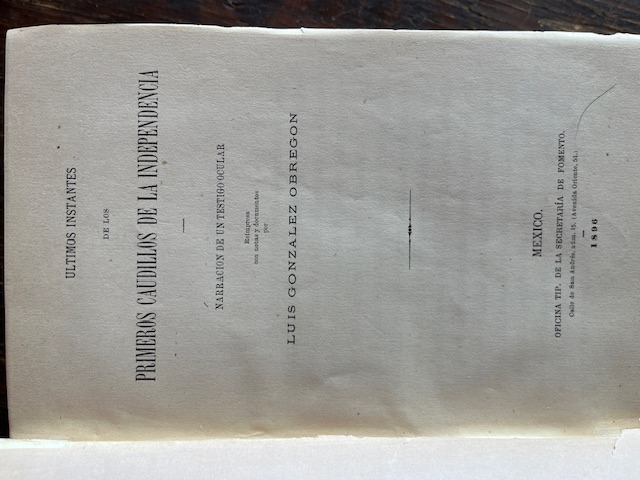 ULTIMOS INSTANTES
DE LOS
PRIMEROS CAUDILLOS DE LA INDEPENDENCIA
NARRACION DE UN TESTIGO OCULAR
Reimpresa
con notas y documentos
por
LUIS GONZALEZ OBREGON
MEXICO.
OFICINA TIP. DE LA SECRETARÍA DE FOMENTO.
Calle de San Andrés, núm. 15. (Avenida Oriente, 51.)
1896